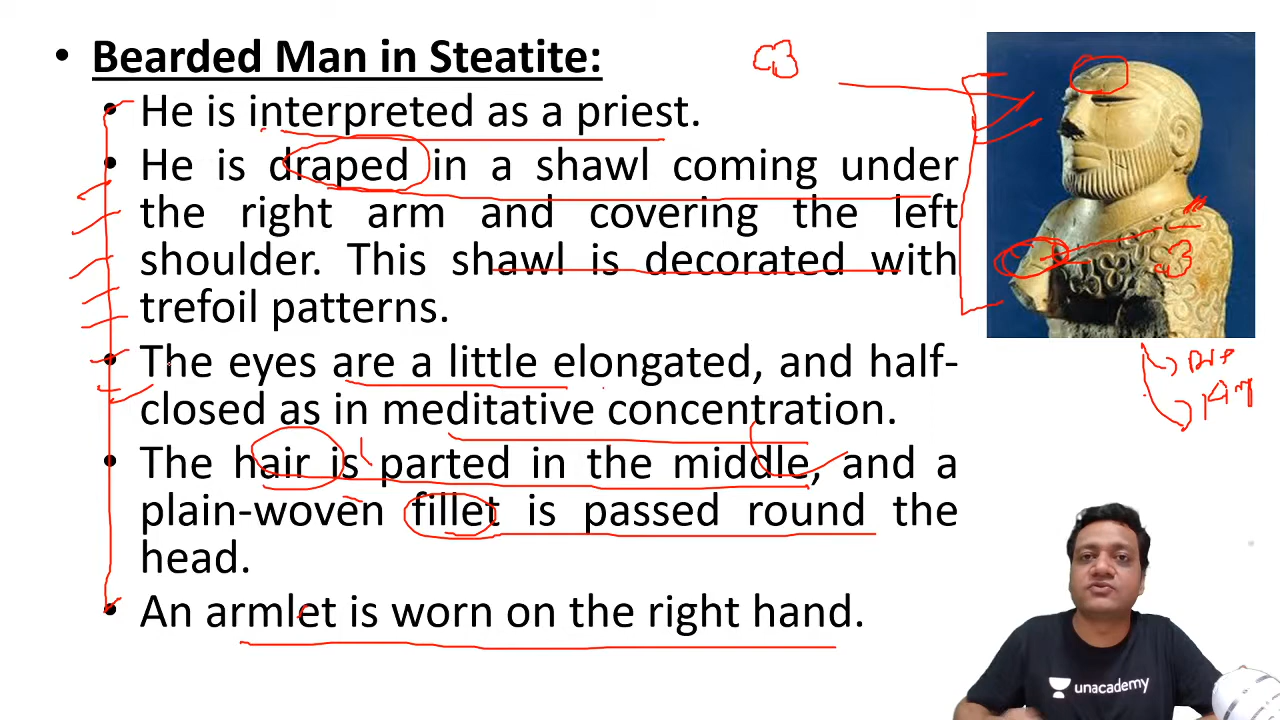 • Bearded Man in Steatite:
• He is interpreted as a priest.
• He is draped in a shawl coming under
the right arm and covering the left
shoulder. This shawl is decorated with
trefoil patterns.
• The eyes are a little elongated, and half-
closed as in meditative concentration.
• The hair is parted in the middle, and a
plain-woven fillet is passed round the
head.
• An armlet is worn on the right hand.
unacademy